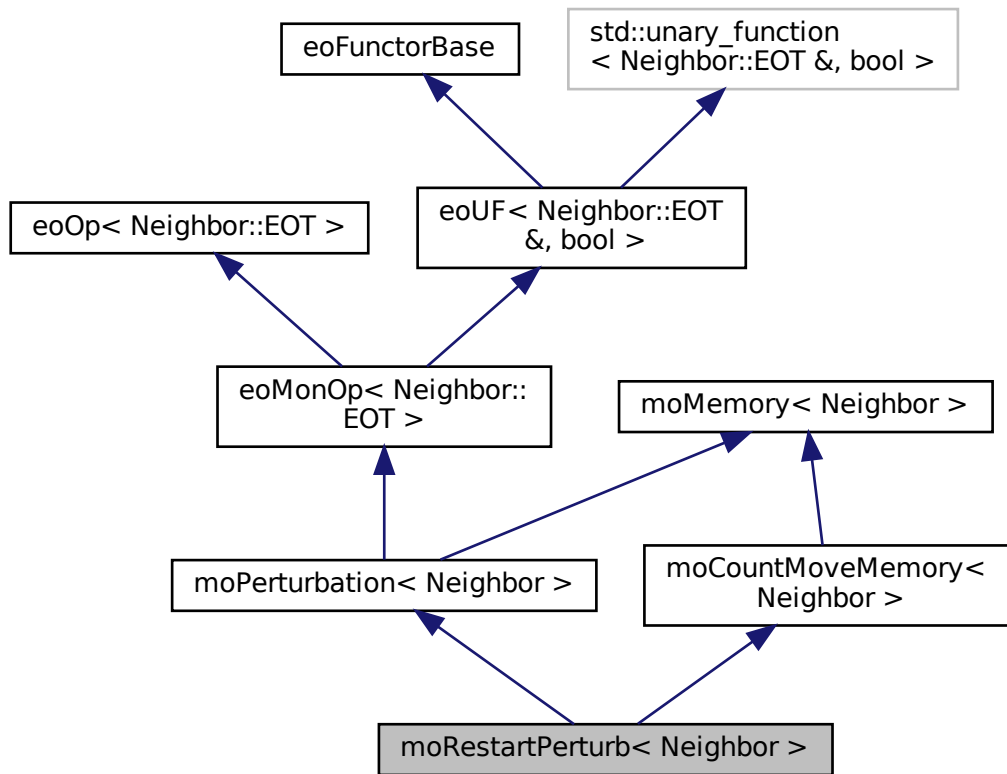 eoFunctorBase
std::unary_function
< Neighbor::EOT &, bool >
eoOp< Neighbor::EOT >
eoUF< Neighbor::EOT
&, bool >
eoMonOp< Neighbor::
EOT >
moMemory< Neighbor >
moPerturbation< Neighbor >
moCountMoveMemory<
Neighbor >
moRestartPerturb< Neighbor >